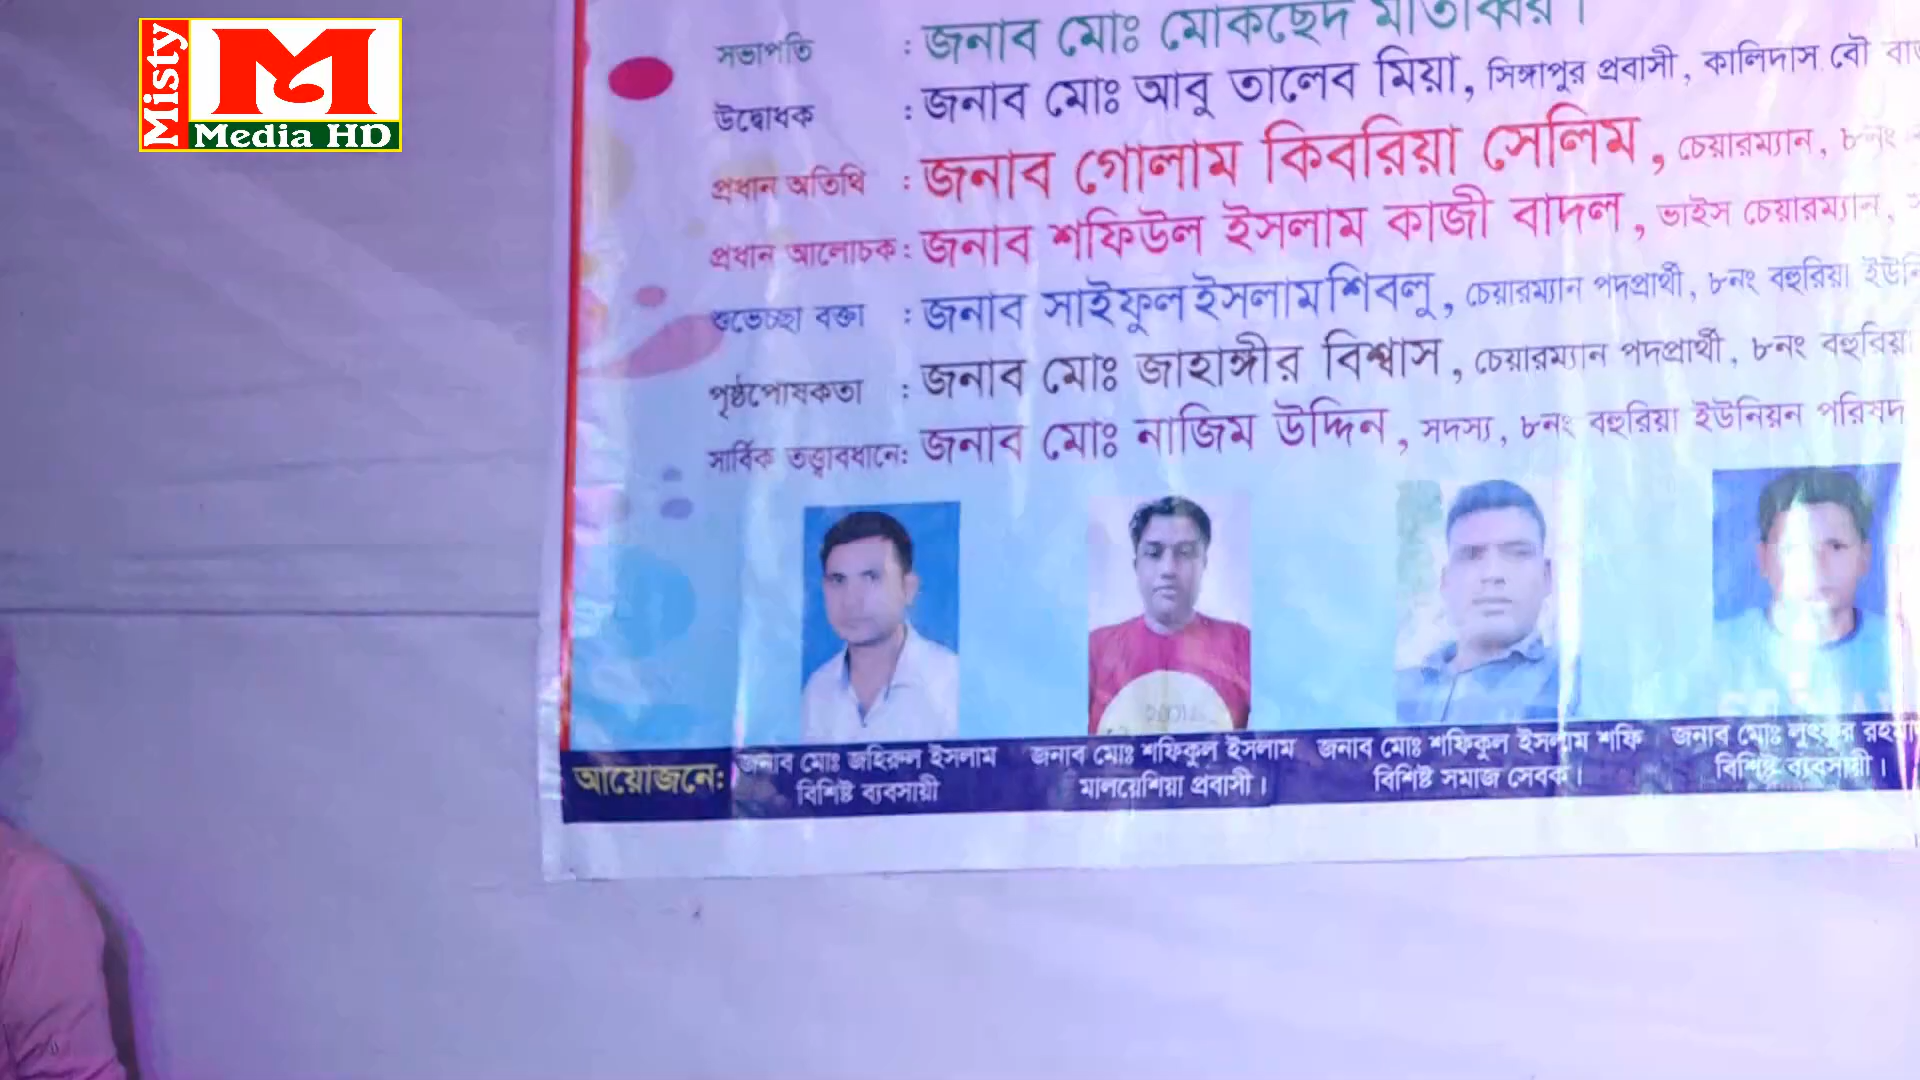 Misty
Media HD
সভাপতি : জনাব মোঃ মোকছেদ মাতাব্বর।
উদ্বোধক : জনাব মোঃ আবু তালেব মিয়া, সিঙ্গাপুর প্রবাসী, কালিদাস বৌ
প্রধান অতিথি : জনাব গোলাম কিবরিয়া সেলিম, চেয়ারম্যান, ৮নং
প্রধান আলোচক: জনাব শফিউল ইসলাম কাজী বাদল, ভাইস চেয়ারম্যান,
শুভেচ্ছা বক্তা : জনাব সাইফুল ইসলাম শিবলু, চেয়ারম্যান পদপ্রার্থী, ৮নং বহুরিয়া
পৃষ্ঠপোষকতা : জনাব মোঃ জাহাঙ্গীর বিশ্বাস, চেয়ারম্যান পদপ্রার্থী, ৮নং বহুরিয়া
সার্বিক তত্ত্বাবধানে: জনাব মোঃ নাজিম উদ্দিন, সদস্য, ৮নং বহুরিয়া ইউনিয়ন পরিষদ
আয়োজনে:
জনাব মোঃ জহিরুল ইসলাম
বিশিষ্ট ব্যবসায়ী
জনাব মোঃ শফিকুল ইসলাম
মালয়েশিয়া প্রবাসী।
জনাব মোঃ শফিকুল ইসলাম শফি
বিশিষ্ট সমাজ সেবক।
জনাব মোঃ লুৎফর
বিশিষ্ট ব্যবসায়ী।